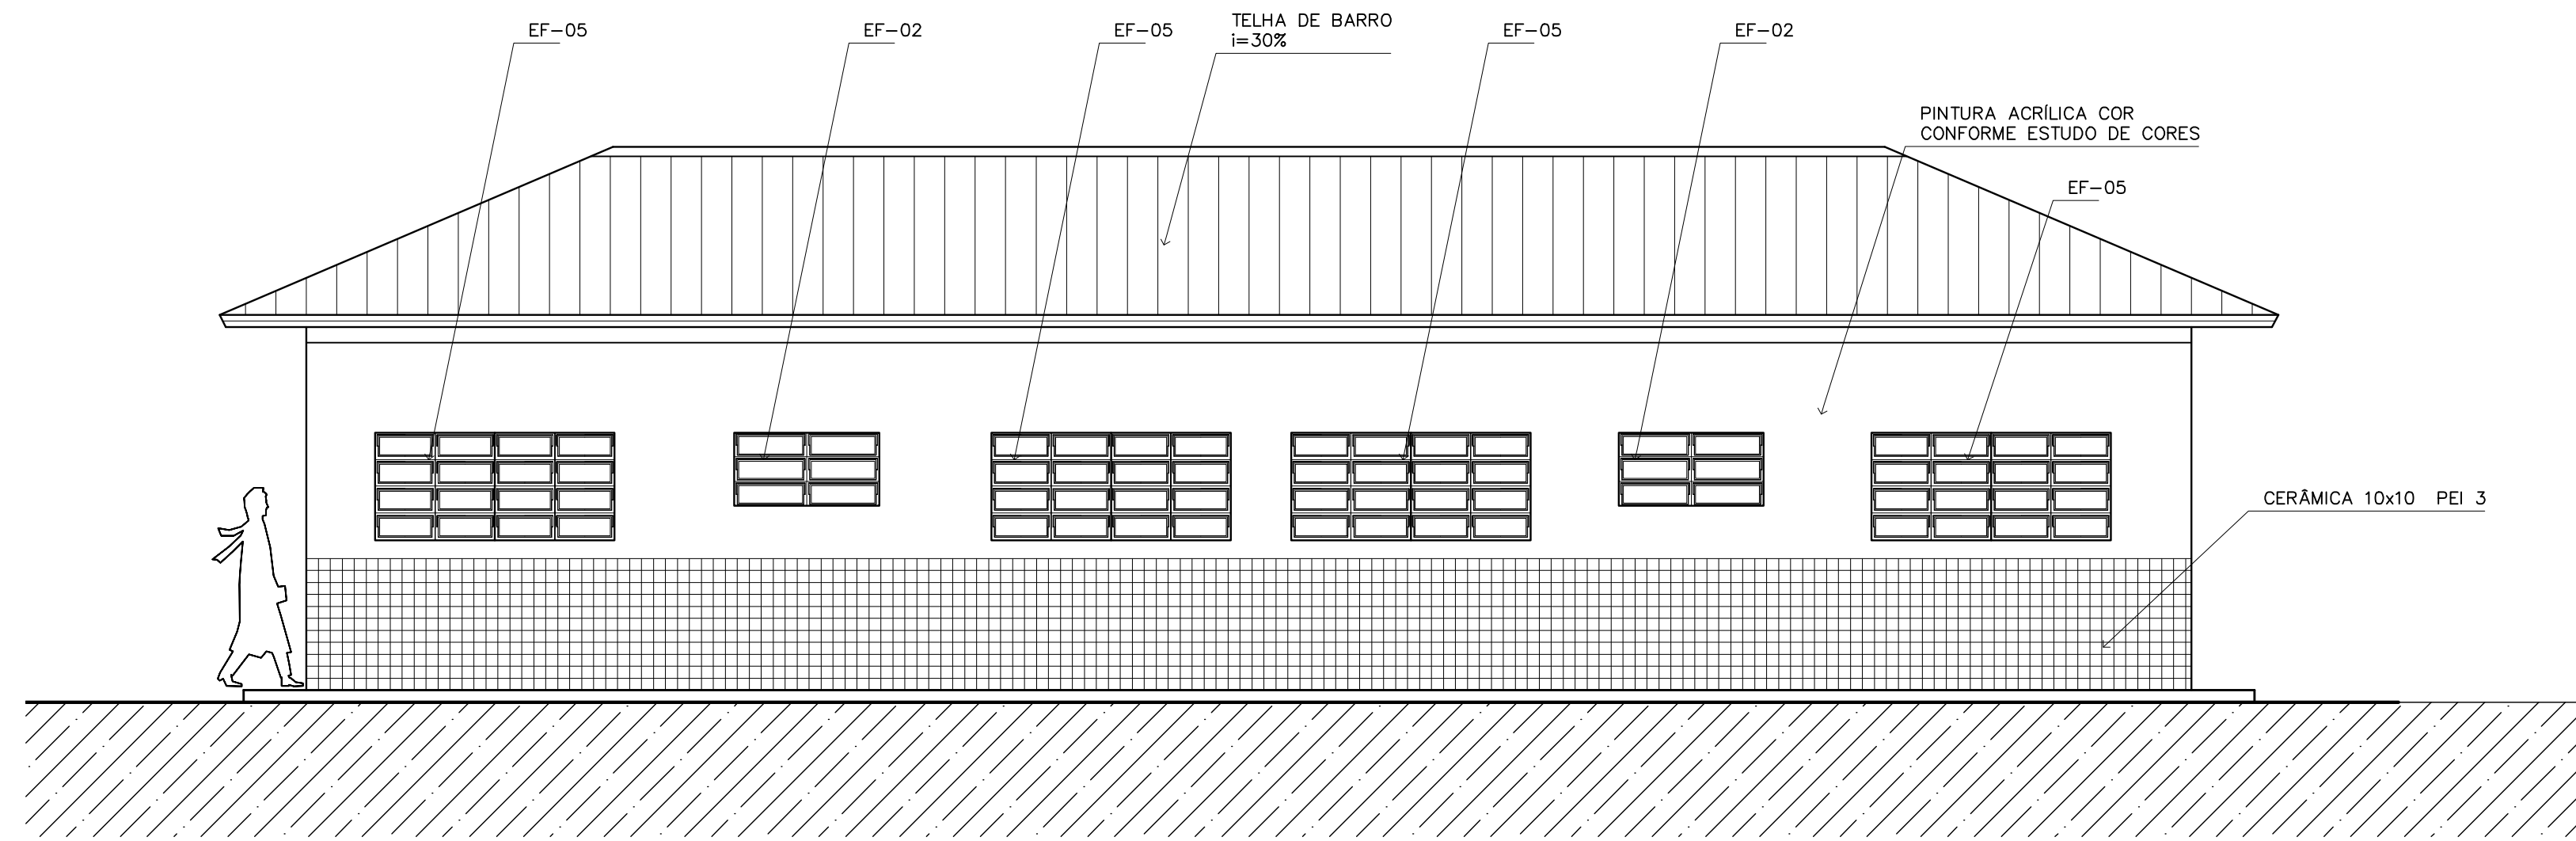 EF-05
EF-02
EF-05
TELHA DE BARRO
i=30%
EF-05
EF-02
PINTURA ACRÍLICA COR
CONFORME ESTUDO DE CORES
EF-05
CERÂMICA 10x10  PEI 3